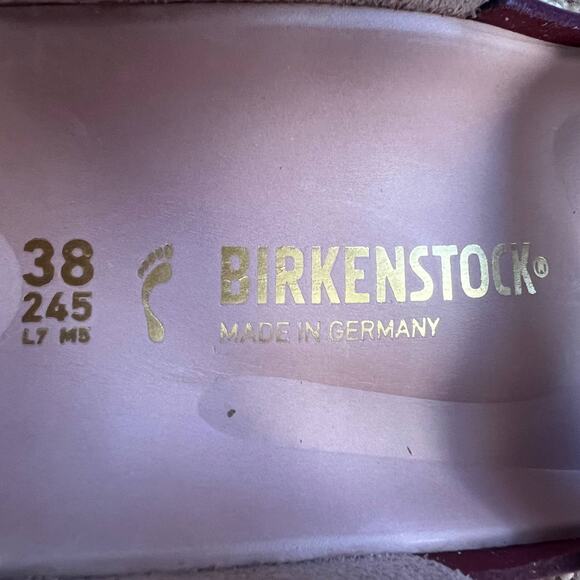 38
245
L7 M5
BIRKENSTOCK®
MADE IN GERMANY